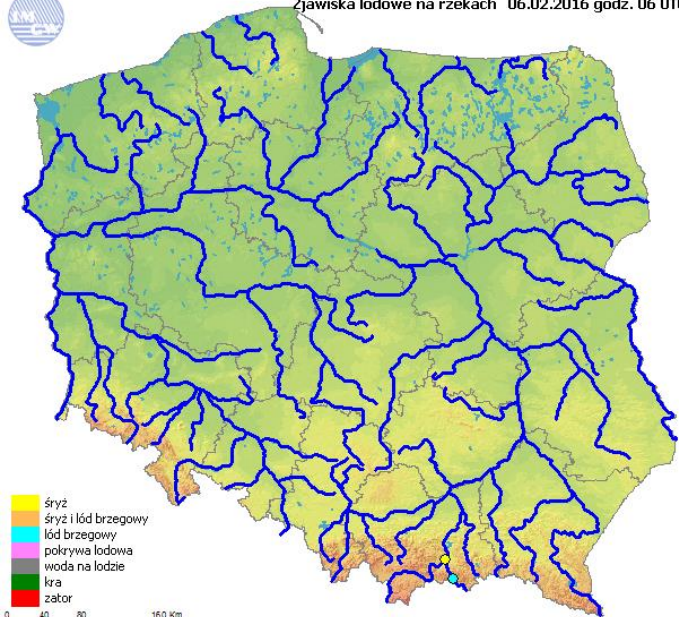 Zjawiska lodowe na rzekach 06.02.2016 godz. 06 UTC
śryż
śryż i lód brzegowy
lód brzegowy
pokrywa lodowa
woda na lodzie
kra
zator
0 40 80 160 Km